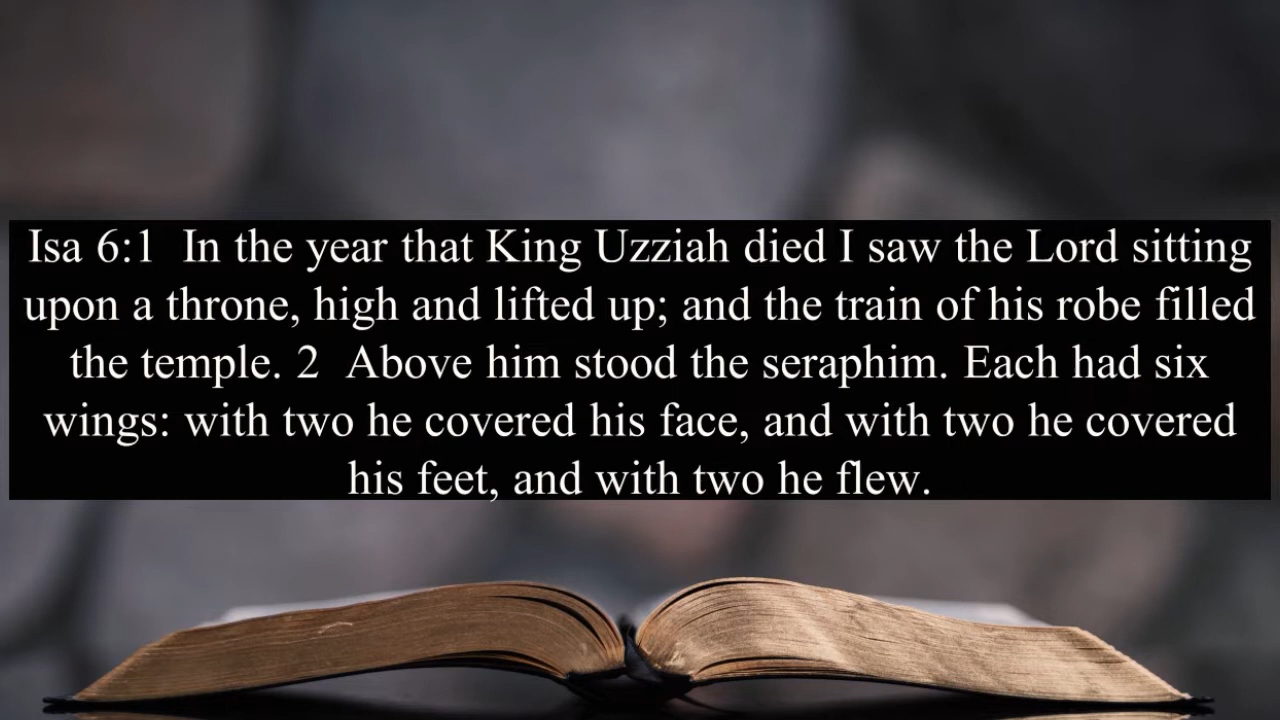 Isa 6:1  In the year that King Uzziah died I saw the Lord sitting
upon a throne, high and lifted up; and the train of his robe filled
the temple. 2  Above him stood the seraphim. Each had six
wings: with two he covered his face, and with two he covered
his feet, and with two he flew.